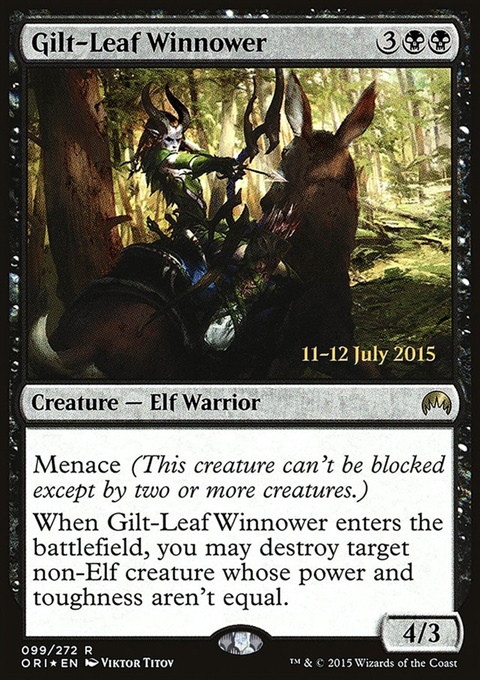 Gilt-Leaf Winnower 3
11–12 July 2015
Creature — Elf Warrior
Menace (This creature can't be blocked
except by two or more creatures.)
When Gilt-Leaf Winnower enters the
battlefield, you may destroy target
non-Elf creature whose power and
toughness aren't equal.
4/3
099/272 R
ORI★EN Viktor Titov
™ & © 2015 Wizards of the Coast